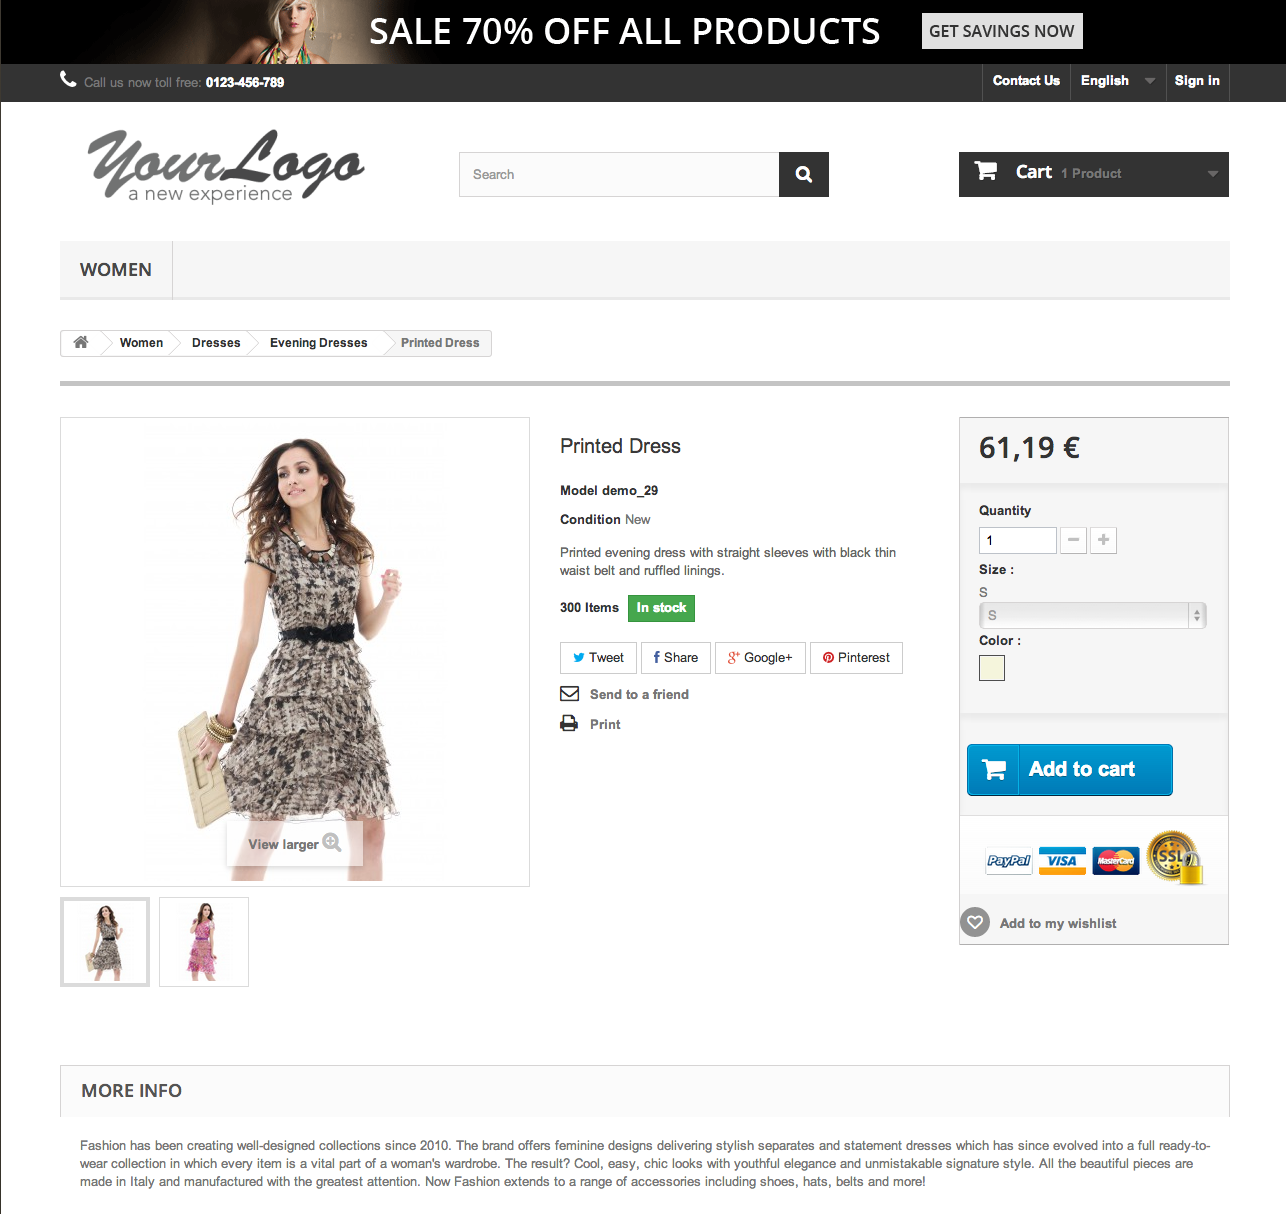 SALE 70% OFF ALL PRODUCTS
GET SAVINGS NOW
Call us now toll free: 0123-456-789
Contact Us
English
Sign in
YourLogo
a new experience
Search
Cart 1 Product
WOMEN
Women
Dresses
Evening Dresses
Printed Dress
Printed Dress
Model demo_29
Condition New
Printed evening dress with straight sleeves with black thin
waist belt and ruffled linings.
300 Items In stock
Tweet
Share
Google+
Pinterest
Send to a friend
Print
View larger
61,19 €
Quantity
1
Size :
S
S
Color :
Add to cart
PayPal
VISA
MasterCard
SSL
Add to my wishlist
MORE INFO
Fashion has been creating well-designed collections since 2010. The brand offers feminine designs delivering stylish separates and statement dresses which has since evolved into a full ready-to-
wear collection in which every item is a vital part of a woman's wardrobe. The result? Cool, easy, chic looks with youthful elegance and unmistakable signature style. All the beautiful pieces are
made in Italy and manufactured with the greatest attention. Now Fashion extends to a range of accessories including shoes, hats, belts and more!